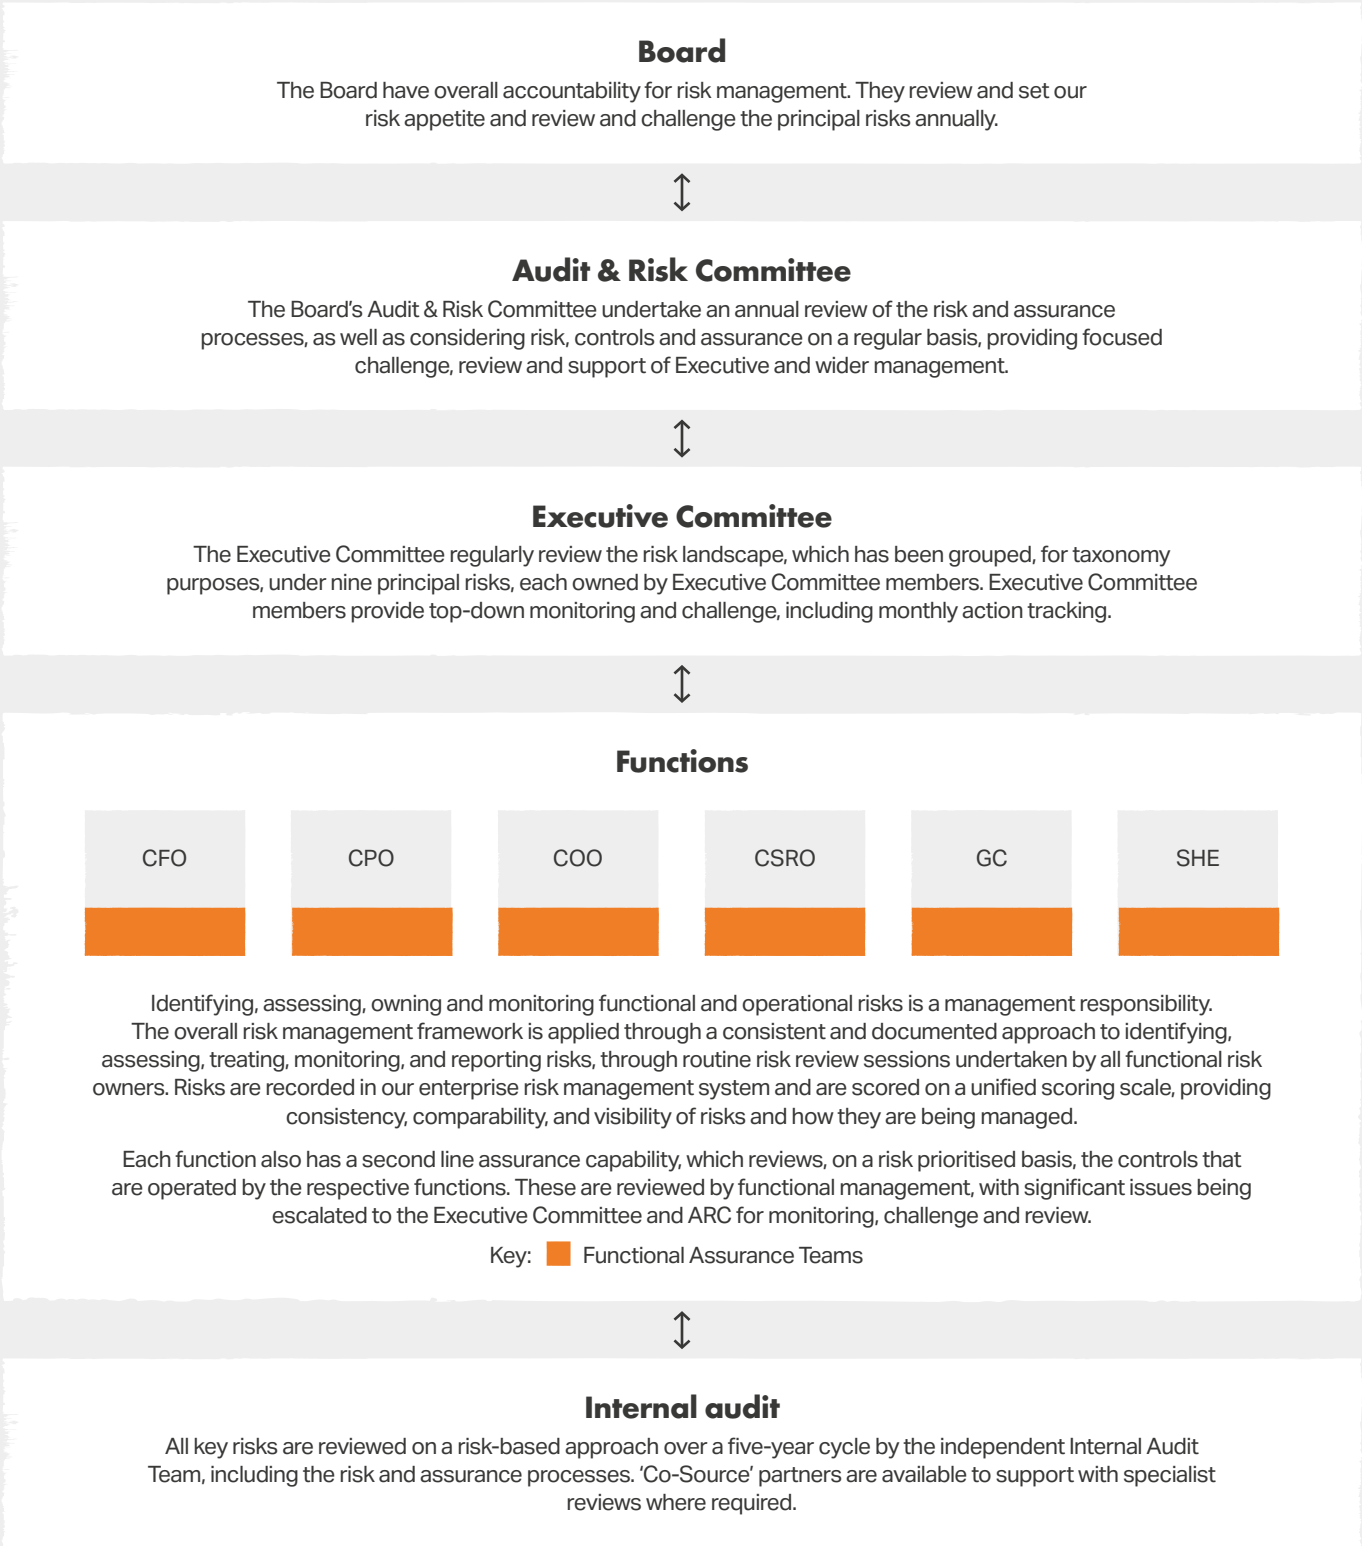 Board
The Board have overall accountability for risk management. They review and set our
risk appetite and review and challenge the principal risks annually.
Audit & Risk Committee
The Board’s Audit & Risk Committee undertake an annual review of the risk and assurance
processes, as well as considering risk, controls and assurance on a regular basis, providing focused
challenge, review and support of Executive and wider management.
Executive Committee
The Executive Committee regularly review the risk landscape, which has been grouped, for taxonomy
purposes, under nine principal risks, each owned by Executive Committee members. Executive Committee
members provide top-down monitoring and challenge, including monthly action tracking.
Functions
CFO
CPO
COO
CSRO
GC
SHE
Identifying, assessing, owning and monitoring functional and operational risks is a management responsibility.
The overall risk management framework is applied through a consistent and documented approach to identifying,
assessing, treating, monitoring, and reporting risks, through routine risk review sessions undertaken by all functional risk
owners. Risks are recorded in our enterprise risk management system and are scored on a unified scoring scale, providing
consistency, comparability, and visibility of risks and how they are being managed.
Each function also has a second line assurance capability, which reviews, on a risk prioritised basis, the controls that
are operated by the respective functions. These are reviewed by functional management, with significant issues being
escalated to the Executive Committee and ARC for monitoring, challenge and review.
Key: Functional Assurance Teams
Internal audit
All key risks are reviewed on a risk-based approach over a five-year cycle by the independent Internal Audit
Team, including the risk and assurance processes. ‘Co-Source’ partners are available to support with specialist
reviews where required.